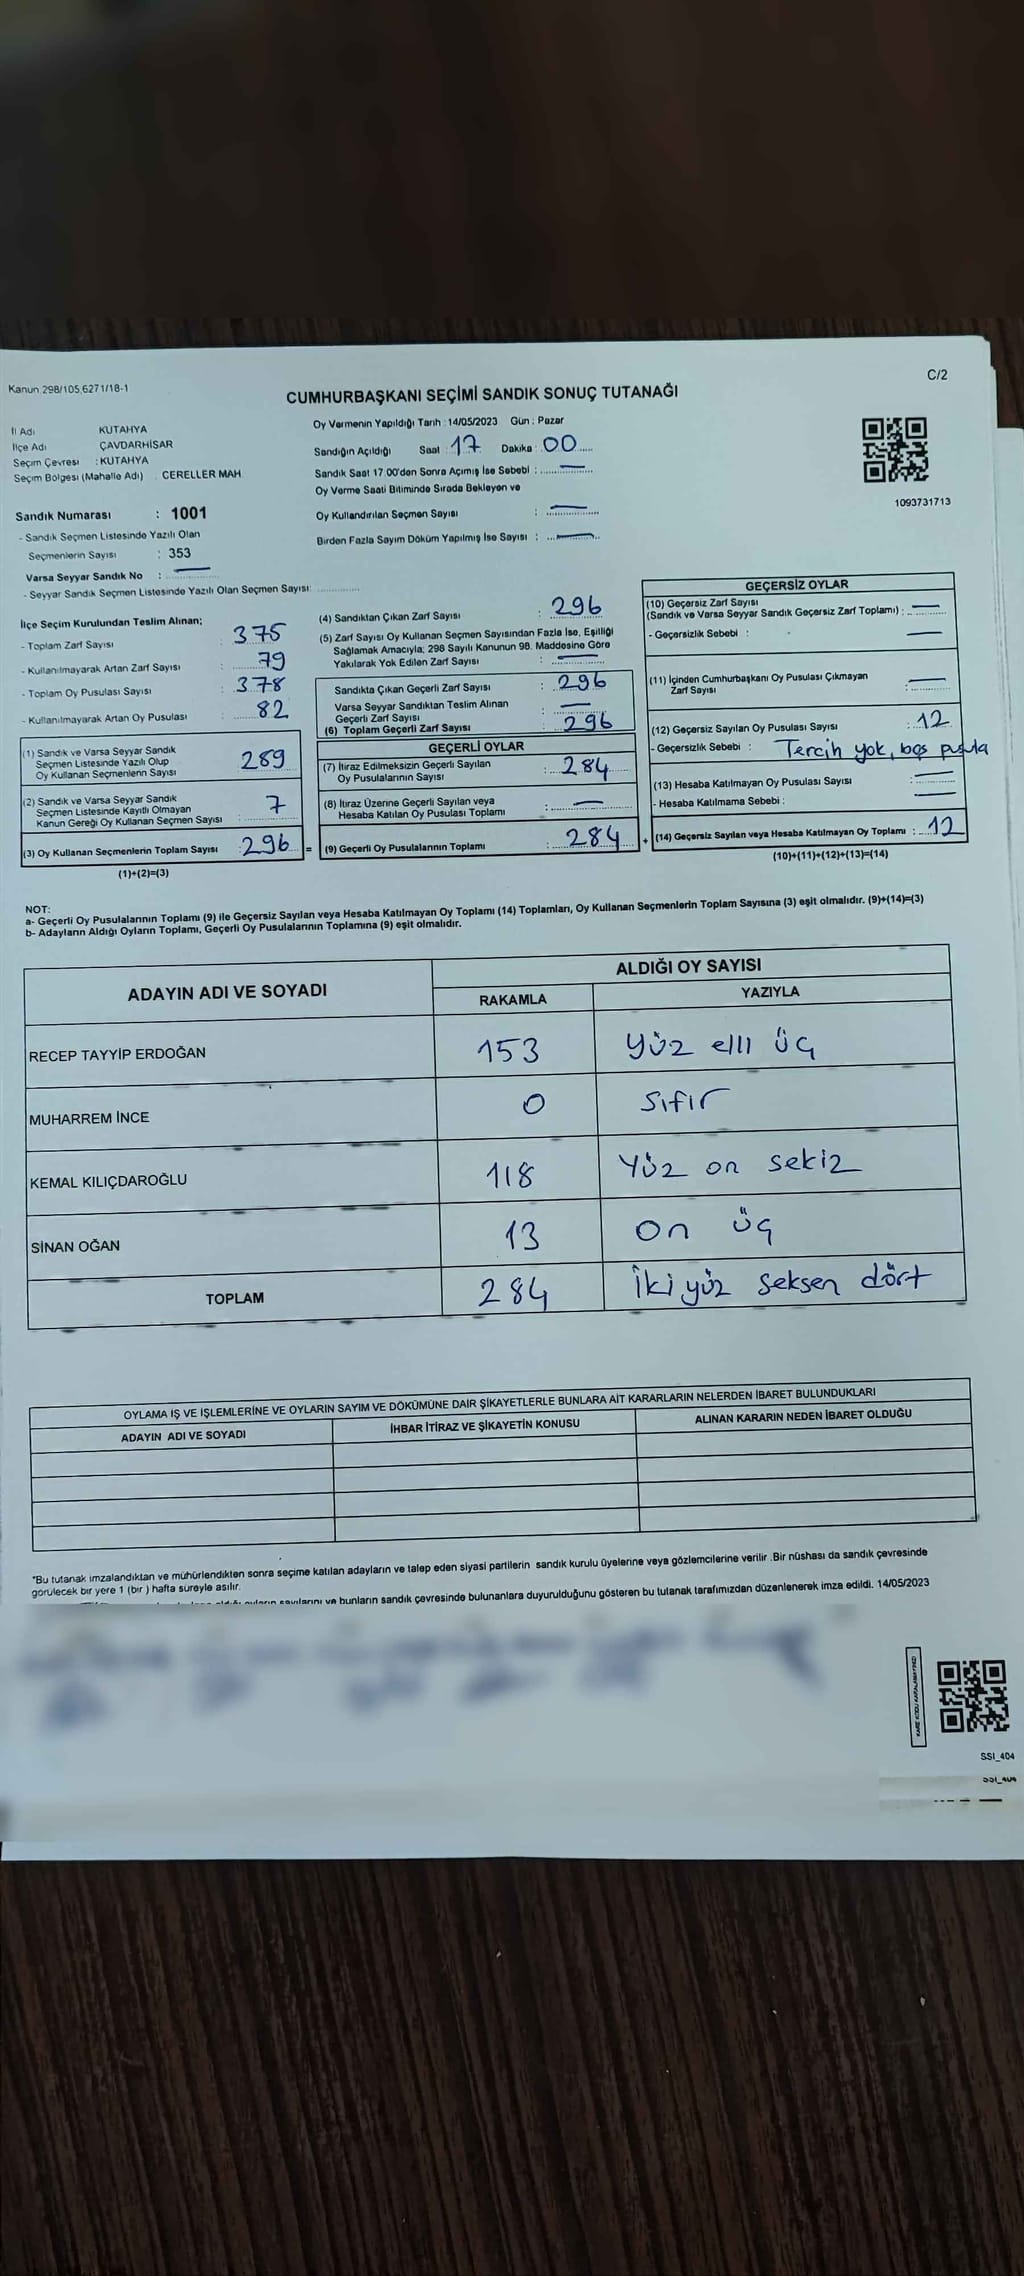 Kanun 298/105,6271/18-1
C/2
CUMHURBAŞKANI SEÇİMİ SANDIK SONUÇ TUTANAĞI
İl Adı KUTAHYA
İlçe Adı ÇAVDARHİSAR
Seçim Çevresi : KUTAHYA
Seçim Bölgesi (Mahalle Adı) CERELLER MAH
Sandık Numarası : 1001
- Sandık Seçmen Listesinde Yazılı Olan
Seçmenlerin Sayısı : 353
Varsa Seyyar Sandık No :
- Seyyar Sandık Seçmen Listesinde Yazılı Olan Seçmen Sayısı:
Oy Vermenin Yapıldığı Tarih : 14/05/2023 Gün : Pazar
Sandığın Açıldığı Saat 17 Dakika : 00
Sandık Saat 17:00'den Sonra Açımış İse Sebebi :
Oy Verme Saati Bitiminde Sırada Bekleyen ve
Oy Kullandırılan Seçmen Sayısı :
Birden Fazla Sayım Döküm Yapılmış İse Sayısı :
1093731713
İlçe Seçim Kurulundan Teslim Alınan;
- Toplam Zarf Sayısı : 375
- Kullanılmayarak Artan Zarf Sayısı : 79
- Toplam Oy Pusulası Sayısı : 378
- Kullanılmayarak Artan Oy Pusulası : 82
(1) Sandık ve Varsa Seyyar Sandık
Seçmen Listesinde Yazılı Olup
Oy Kullanan Seçmenlerin Sayısı 289
(2) Sandık ve Varsa Seyyar Sandık
Seçmen Listesinde Kayıtlı Olmayan
Kanun Gereği Oy Kullanan Seçmen Sayısı : 7
(3) Oy Kullanan Seçmenlerin Toplam Sayısı : 296 =
(1)+(2)=(3)
(4) Sandıktan Çıkan Zarf Sayısı : 296
(5) Zarf Sayısı Oy Kullanan Seçmen Sayısından Fazla İse, Eşitliği
Sağlamak Amacıyla; 298 Sayılı Kanunun 98. Maddesine Göre
Yakılarak Yok Edilen Zarf Sayısı :
Sandıkta Çıkan Geçerli Zarf Sayısı : 296
Varsa Seyyar Sandıktan Teslim Alınan
Geçerli Zarf Sayısı :
(6) Toplam Geçerli Zarf Sayısı : 296
GEÇERLİ OYLAR
(7) İtiraz Edilmeksizin Geçerli Sayılan
Oy Pusulalarının Sayısı : 284
(8) İtiraz Üzerine Geçerli Sayılan veya
Hesaba Katılan Oy Pusulası Toplamı :
(9) Geçerli Oy Pusulalarının Toplamı : 284 +
GEÇERSİZ OYLAR
(10) Geçersiz Zarf Sayısı
(Sandık ve Varsa Seyyar Sandık Geçersiz Zarf Toplamı) :
- Geçersizlik Sebebi :
(11) İçinden Cumhurbaşkanı Oy Pusulası Çıkmayan
Zarf Sayısı :
(12) Geçersiz Sayılan Oy Pusulası Sayısı : 12
- Geçersizlik Sebebi : Tercih yok, boş pusula
(13) Hesaba Katılmayan Oy Pusulası Sayısı :
- Hesaba Katılmama Sebebi :
(14) Geçersiz Sayılan veya Hesaba Katılmayan Oy Toplamı : 12
(10)+(11)+(12)+(13)=(14)
NOT:
a- Geçerli Oy Pusulalarının Toplamı (9) ile Geçersiz Sayılan veya Hesaba Katılmayan Oy Toplamı (14) Toplamları, Oy Kullanan Seçmenlerin Toplam Sayısına (3) eşit olmalıdır. (9)+(14)=(3)
b- Adayların Aldığı Oyların Toplamı, Geçerli Oy Pusulalarının Toplamına (9) eşit olmalıdır.
ADAYIN ADI VE SOYADI ALDIĞI OY SAYISI
RAKAMLA YAZIYLA
RECEP TAYYİP ERDOĞAN 153 Yüz elli üç
MUHARREM İNCE 0 Sıfır
KEMAL KILIÇDAROĞLU 118 Yüz on sekiz
SİNAN OĞAN 13 On üç
TOPLAM 284 İki yüz seksen dört
OYLAMA İŞ VE İŞLEMLERİNE VE OYLARIN SAYIM VE DÖKÜMÜNE DAİR ŞİKAYETLERLE BUNLARA AİT KARARLARIN NELERDEN İBARET BULUNDUKLARI
ADAYIN ADI VE SOYADI İHBAR İTİRAZ VE ŞİKAYETİN KONUSU ALINAN KARARIN NEDEN İBARET OLDUĞU
*Bu tutanak imzalandıktan ve mühürlendikten sonra seçime katılan adayların ve talep eden siyasi partilerin sandık kurulu üyelerine veya gözlemcilerine verilir .Bir nüshası da sandık çevresinde
görülecek bir yere 1 (bir ) hafta süreyle asılır.
sayılarını ve bunların sandık çevresinde bulunanlara duyurulduğunu gösteren bu tutanak tarafımızdan düzenlenerek imza edildi. 14/05/2023
KARE KODU KARALAMAYINIZ!
SSI_404
SSI_404